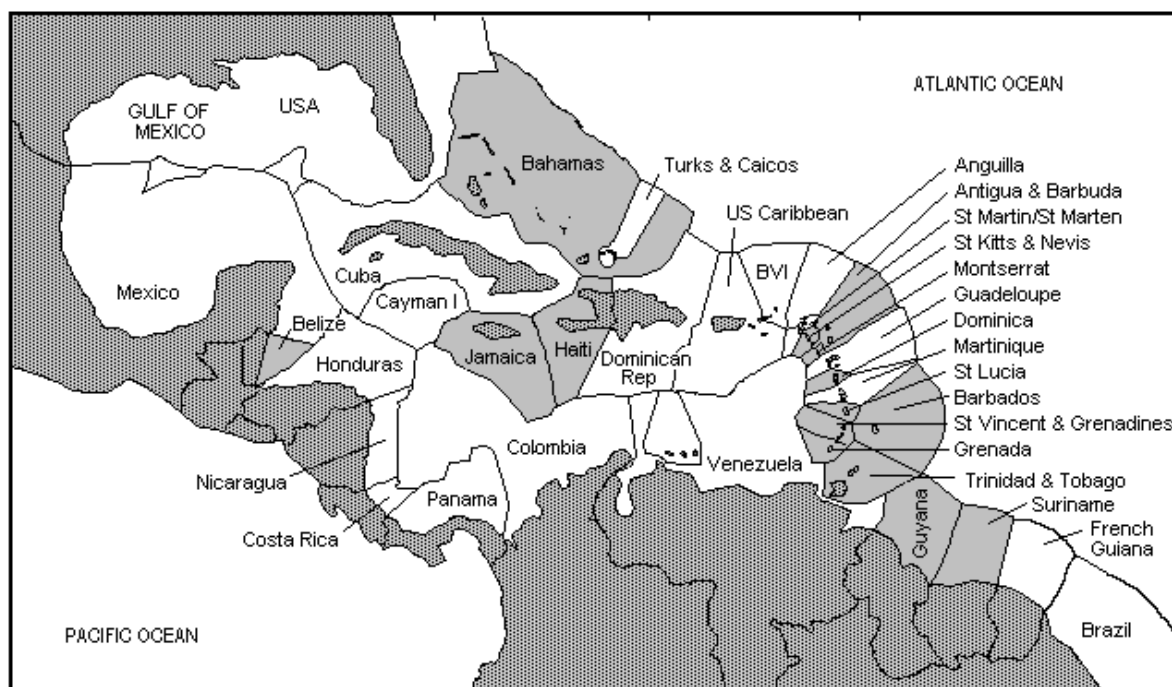 ATLANTIC OCEAN
USA
GULF OF
MEXICO
Bahamas
Turks & Caicos
Anguilla
Antigua & Barbuda
US Caribbean
St Martin/St Marten
St Kitts & Nevis
BVI
Montserrat
Cuba
Mexico
Cayman I
Guadeloupe
Belize
Dominica
Jamaica
Haiti
Honduras
Dominican
Rep
Martinique
St Lucia
Barbados
St Vincent & Grenadines
Colombia
Grenada
Venezuela
Nicaragua
Panama
Trinidad & Tobago
Suriname
Guyana
Costa Rica
French
Guiana
PACIFIC OCEAN
Brazil